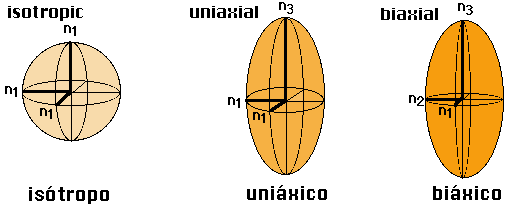 isotropic
n1
n1
n1
isótropo
uniaxial
n3
n1
n1
uniáxico
biaxial
n3
n2
n1
biáxico